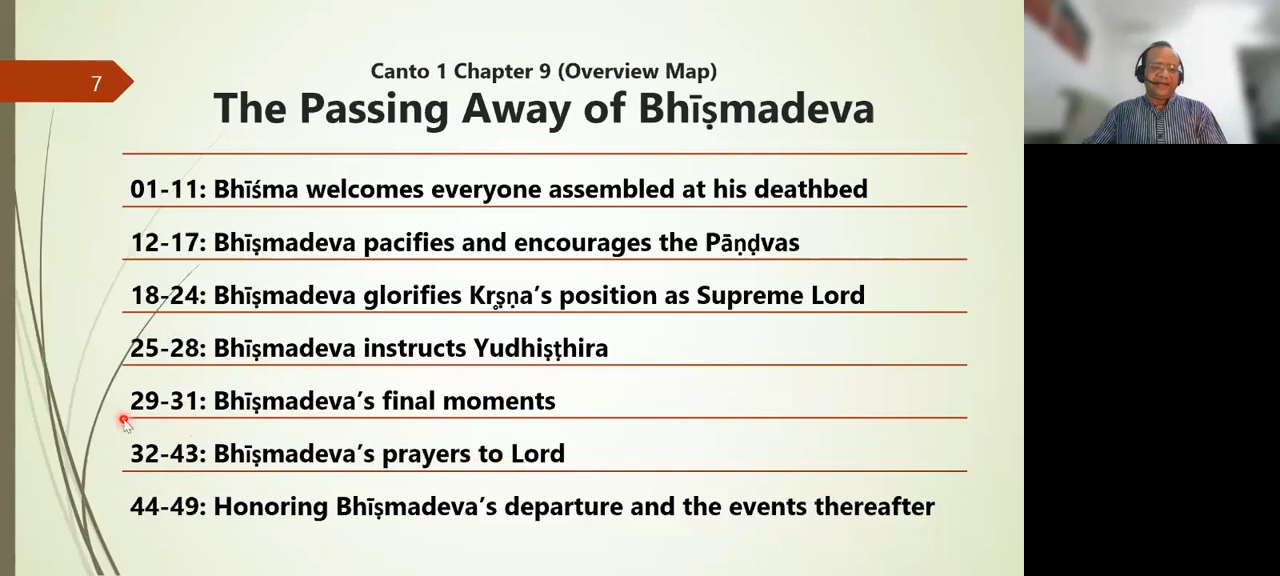 7
Canto 1 Chapter 9 (Overview Map)
The Passing Away of Bhīṣmadeva
01-11: Bhīśma welcomes everyone assembled at his deathbed
12-17: Bhīṣmadeva pacifies and encourages the Pāṇḍvas
18-24: Bhīṣmadeva glorifies Kṛṣṇa’s position as Supreme Lord
25-28: Bhīṣmadeva instructs Yudhiṣṭhira
29-31: Bhīṣmadeva’s final moments
32-43: Bhīṣmadeva’s prayers to Lord
44-49: Honoring Bhīṣmadeva’s departure and the events thereafter